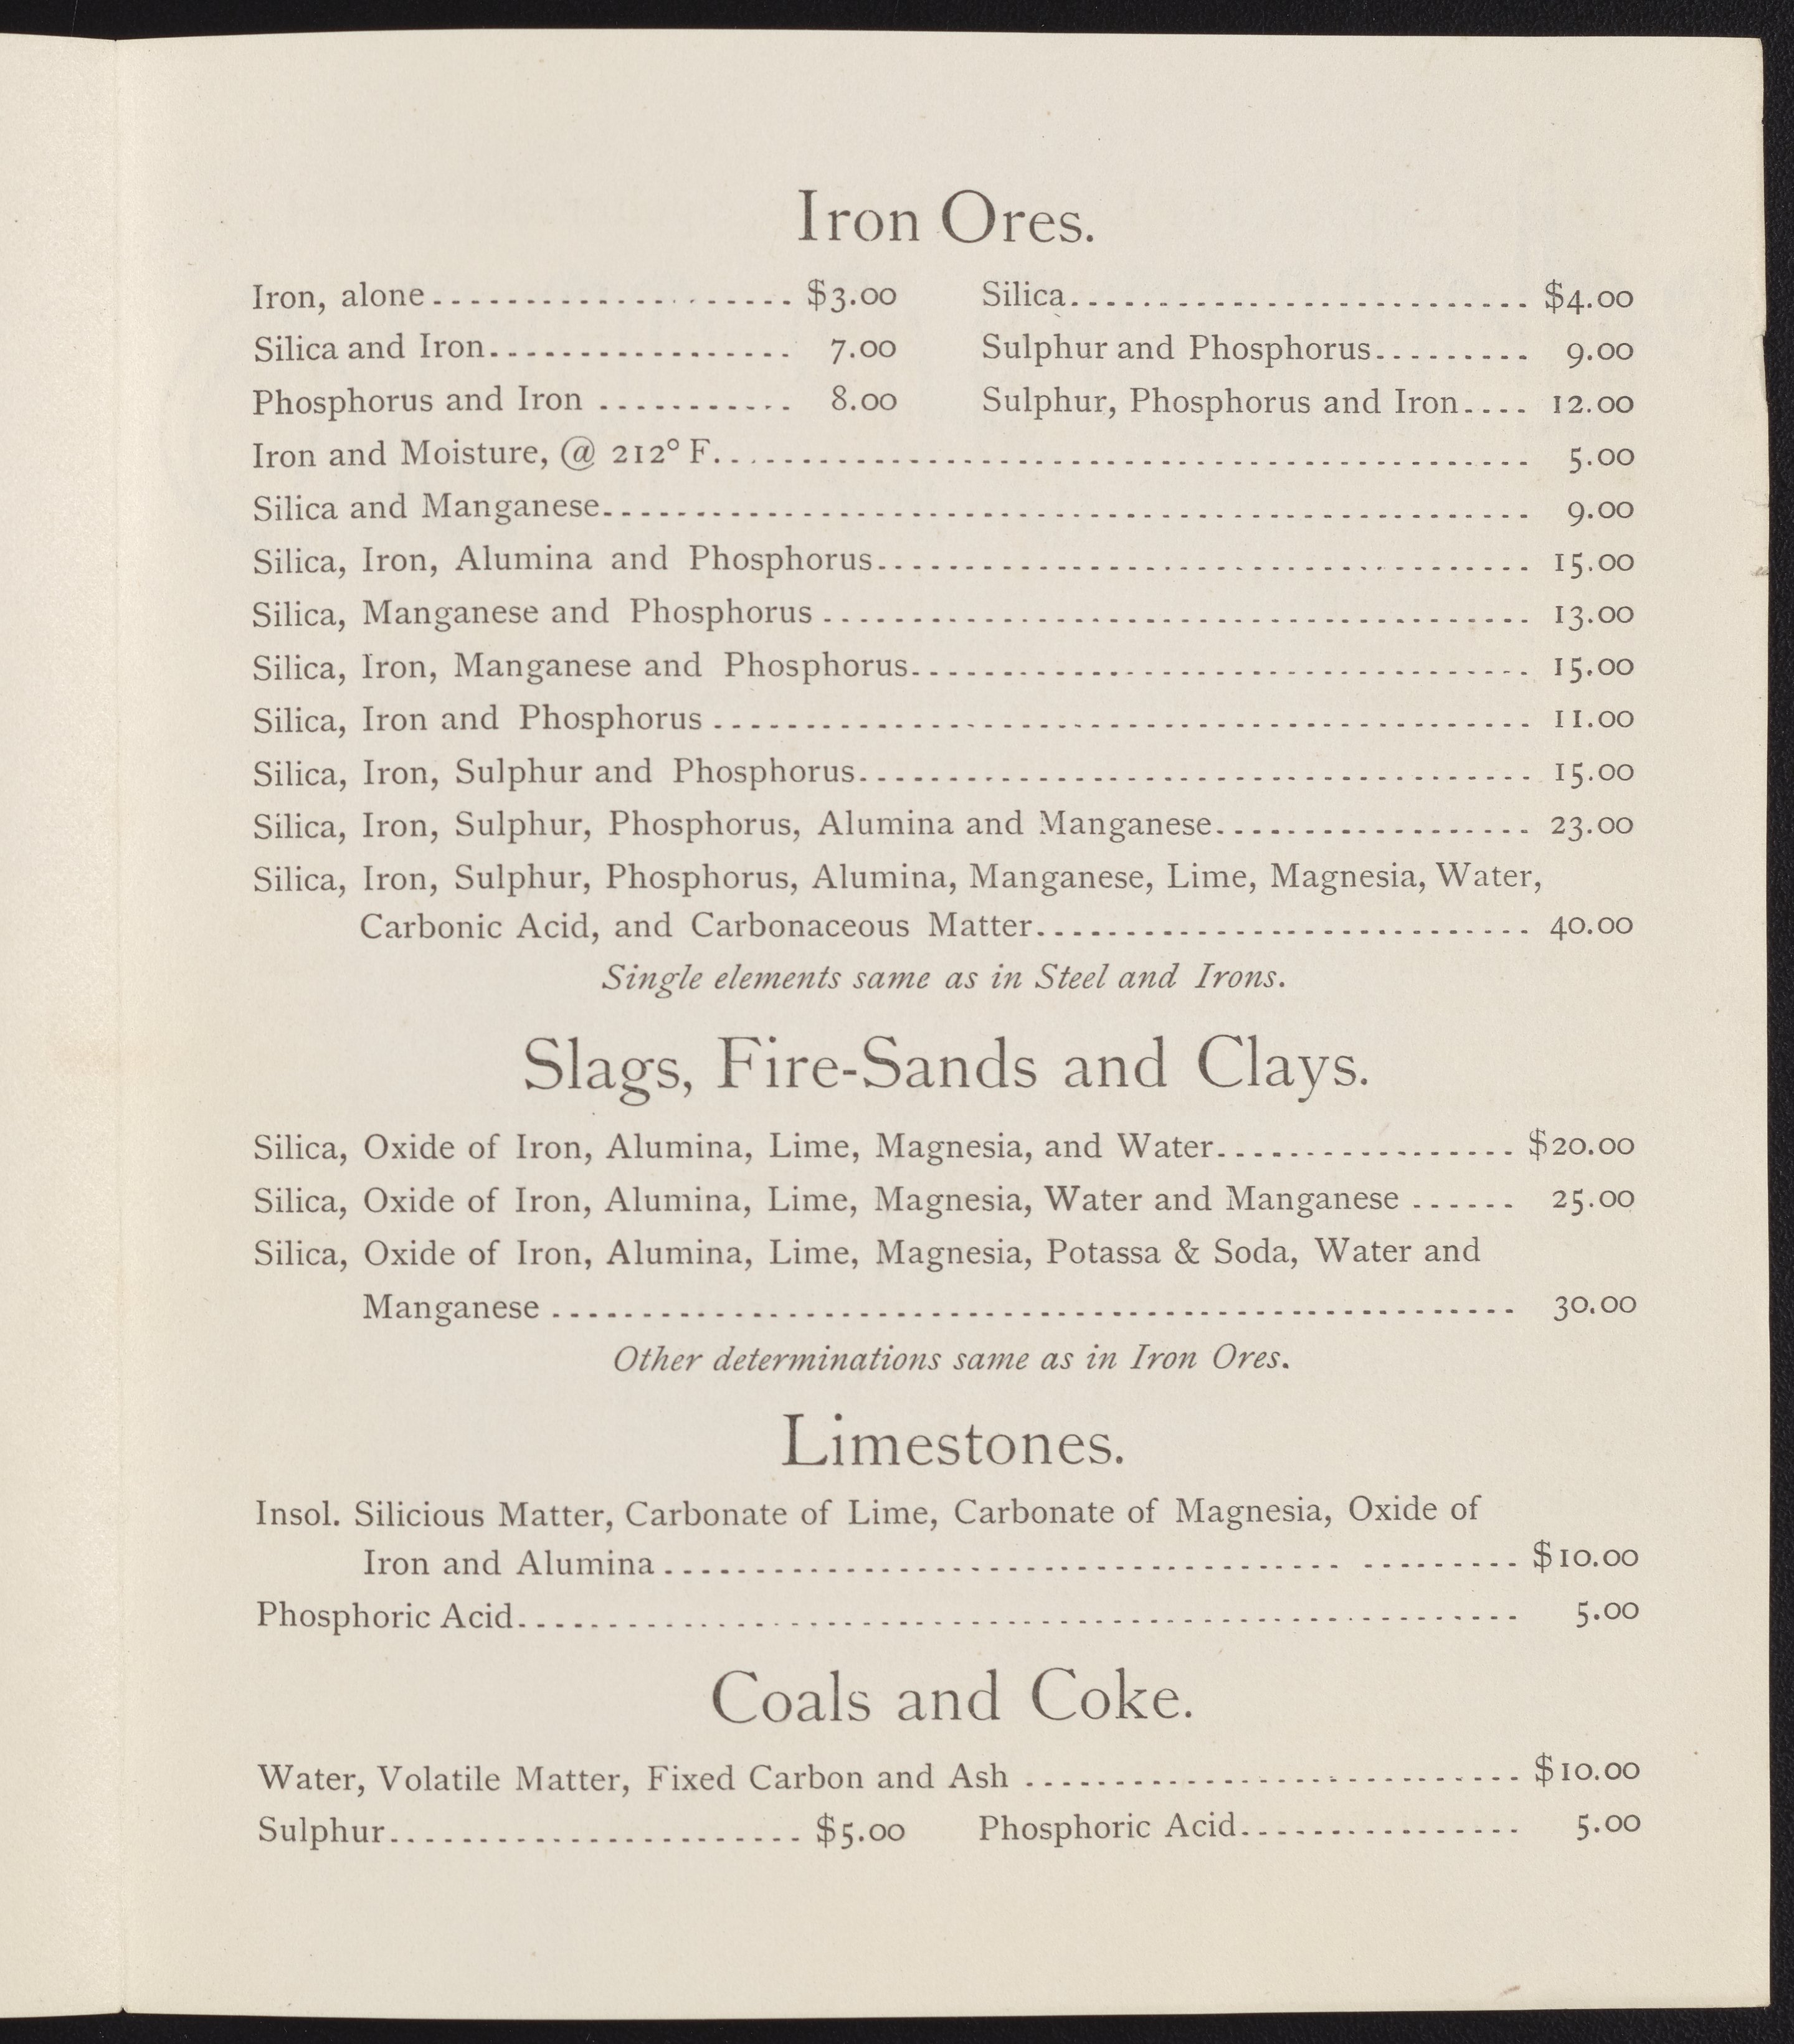 Iron Ores.
Iron, alone.................... $3.00 Silica.......................... $4.00
Silica and Iron................. 7.00 Sulphur and Phosphorus......... 9.00
Phosphorus and Iron ........... 8.00 Sulphur, Phosphorus and Iron.... 12.00
Iron and Moisture, @ 212° F.............................................. 5.00
Silica and Manganese.................................................... 9.00
Silica, Iron, Alumina and Phosphorus.................................... 15.00
Silica, Manganese and Phosphorus ....................................... 13.00
Silica, Iron, Manganese and Phosphorus.................................. 15.00
Silica, Iron and Phosphorus ............................................. 11.00
Silica, Iron, Sulphur and Phosphorus..................................... 15.00
Silica, Iron, Sulphur, Phosphorus, Alumina and Manganese.................. 23.00
Silica, Iron, Sulphur, Phosphorus, Alumina, Manganese, Lime, Magnesia, Water,
Carbonic Acid, and Carbonaceous Matter............................ 40.00
Single elements same as in Steel and Irons.
Slags, Fire-Sands and Clays.
Silica, Oxide of Iron, Alumina, Lime, Magnesia, and Water................. $20.00
Silica, Oxide of Iron, Alumina, Lime, Magnesia, Water and Manganese ...... 25.00
Silica, Oxide of Iron, Alumina, Lime, Magnesia, Potassa & Soda, Water and
Manganese ...................................................... 30.00
Other determinations same as in Iron Ores.
Limestones.
Insol. Silicious Matter, Carbonate of Lime, Carbonate of Magnesia, Oxide of
Iron and Alumina ...................................... ......... $10.00
Phosphoric Acid........................................................ 5.00
Coals and Coke.
Water, Volatile Matter, Fixed Carbon and Ash ............................ $10.00
Sulphur....................... $5.00 Phosphoric Acid................ 5.00